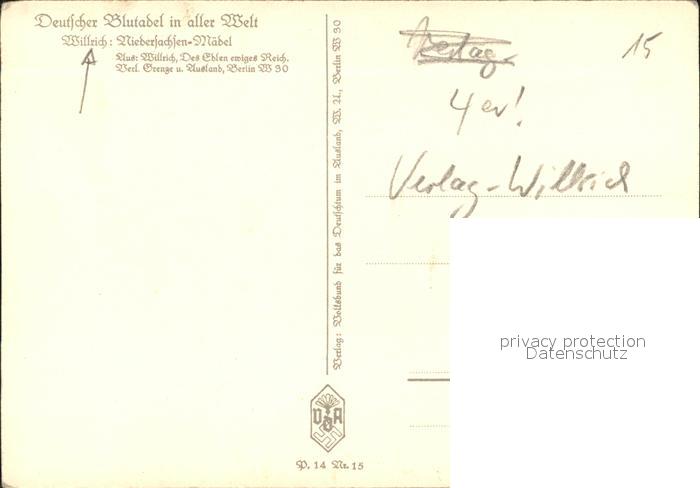 Deutscher Blutadel in aller Welt
Willrich: Niedersachsen-Mädel
Aus: Willrich, Des Edlen ewiges Reich.
Verl. Grenze u. Ausland, Berlin W 30
Verlag: Volksbund für das Deutschtum im Ausland, W. U., Berlin W 30
VDA
P. 14 Nr. 15
Verlag
15
4er!
Verlag-Willrich
privacy protection
Datenschutz